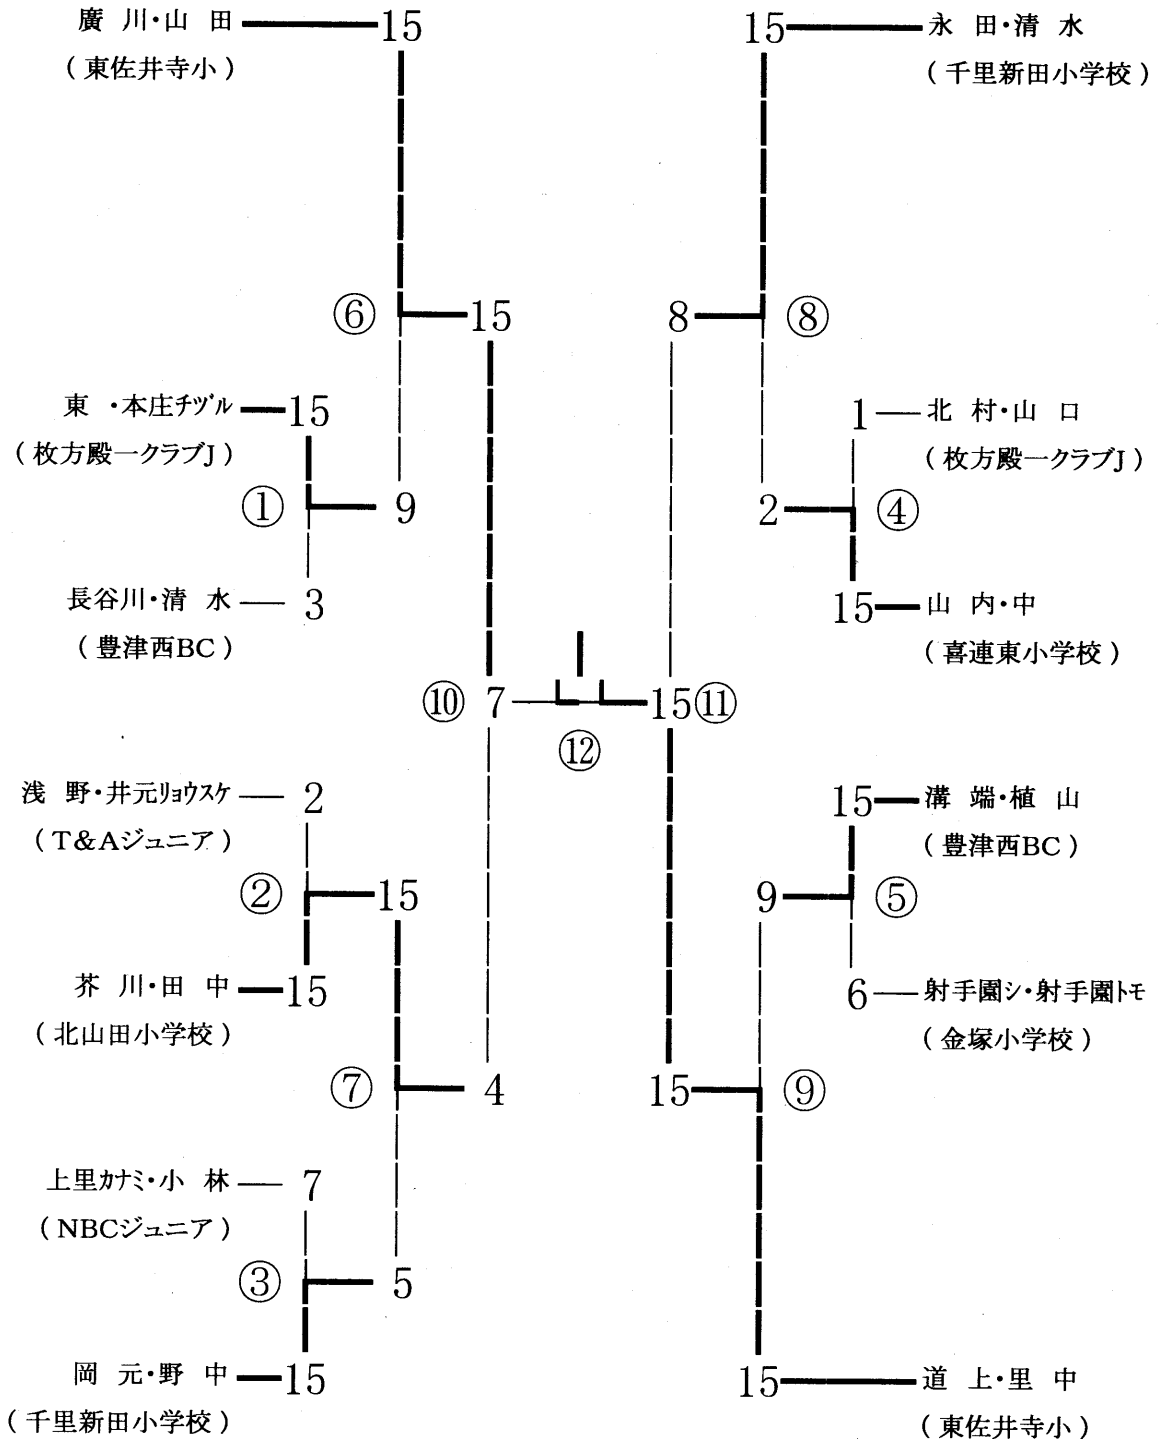 廣 川・山 田 15
(東佐井寺小)
15 永 田・清 水
(千里新田小学校)
⑥ 15
8 ⑧
東 ・本庄チヅル 15
(枚方殿一クラブJ)
1 北 村・山 口
(枚方殿一クラブJ)
① 9
2 ④
長谷川・清 水 3
(豊津西BC)
15 山 内・中
(喜連東小学校)
⑩ 7 15 ⑪
⑫
浅 野・井元リョウスケ 2
(T&Aジュニア)
15 溝 端・植 山
(豊津西BC)
② 15
9 ⑤
芥 川・田 中 15
(北山田小学校)
6 射手園シ・射手園トモ
(金塚小学校)
⑦ 4
15 ⑨
上里カナミ・小 林 7
(NBCジュニア)
③ 5
岡 元・野 中 15
(千里新田小学校)
15 道 上・里 中
(東佐井寺小)